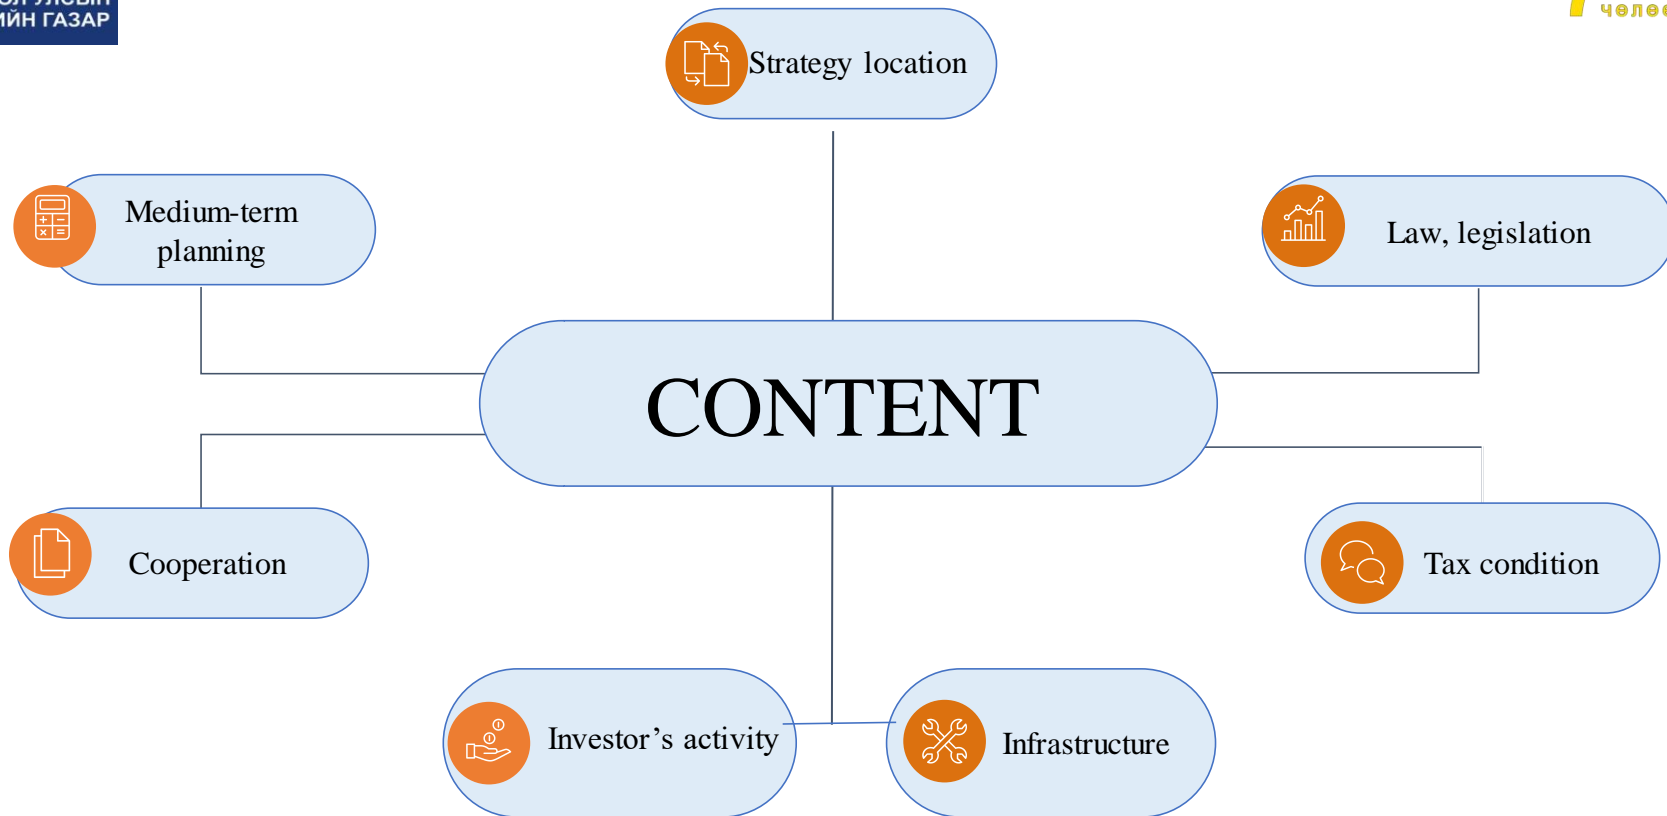 ИЙН ГАЗАР
Strategy location
Medium-term
planning
Law, legislation
CONTENT
Cooperation
Tax condition
Investor’s activity
Infrastructure